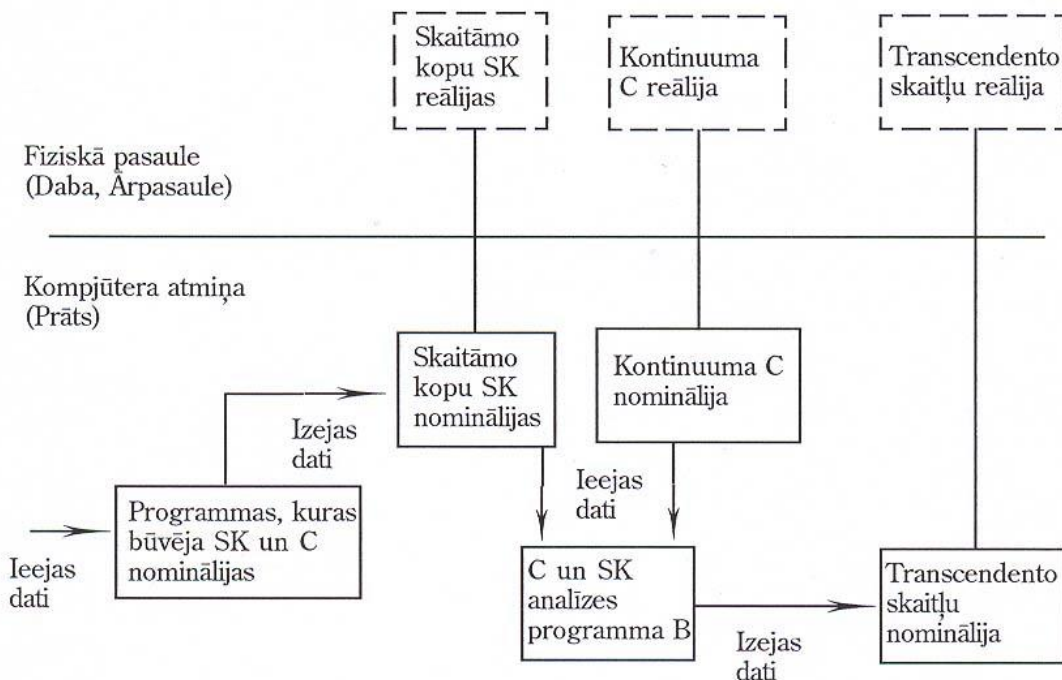 Skaitāmo
kopu SK
reālijas
Kontinuuma
C reālija
Transcendento
skaitļu reālija
Fiziskā pasaule
(Daba, Ārpasaule)
Kompjūtera atmiņa
(Prāts)
Skaitāmo
kopu SK
nominālijas
Kontinuuma C
nominālija
Izejas
dati
Ieejas
dati
Programmas, kuras
būvēja SK un C
nominālijas
Ieejas
dati
C un SK
analīzes
programma B
Izejas
dati
Transcendento
skaitļu
nominālija